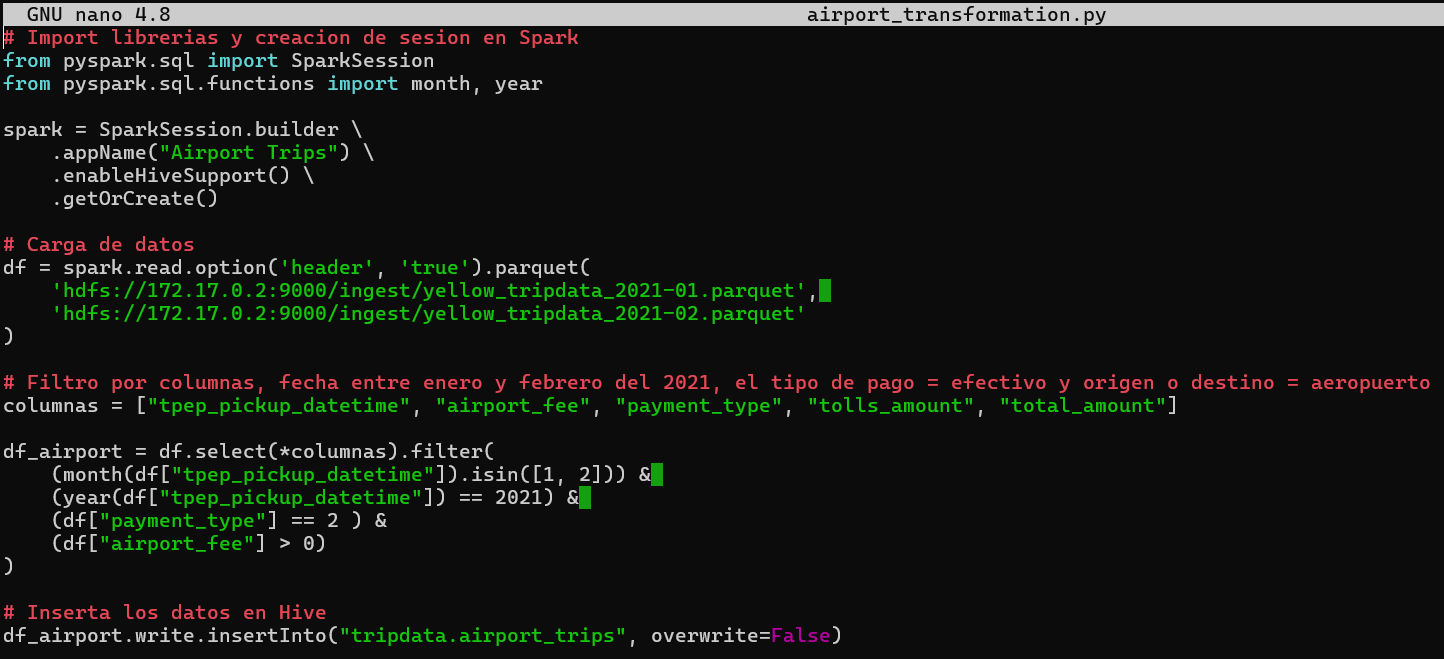 GNU nano 4.8 airport_transformation.py
# Import librerias y creacion de sesion en Spark
from pyspark.sql import SparkSession
from pyspark.sql.functions import month, year
spark = SparkSession.builder \
    .appName("Airport Trips") \
    .enableHiveSupport() \
    .getOrCreate()
# Carga de datos
df = spark.read.option('header', 'true').parquet(
    'hdfs://172.17.0.2:9000/ingest/yellow_tripdata_2021-01.parquet',
    'hdfs://172.17.0.2:9000/ingest/yellow_tripdata_2021-02.parquet'
)
# Filtro por columnas, fecha entre enero y febrero del 2021, el tipo de pago = efectivo y origen o destino = aeropuerto
columnas = ["tpep_pickup_datetime", "airport_fee", "payment_type", "tolls_amount", "total_amount"]
df_airport = df.select(*columnas).filter(
    (month(df["tpep_pickup_datetime"]).isin([1, 2])) &
    (year(df["tpep_pickup_datetime"]) == 2021) &
    (df["payment_type"] == 2 ) &
    (df["airport_fee"] > 0)
)
# Inserta los datos en Hive
df_airport.write.insertInto("tripdata.airport_trips", overwrite=False)